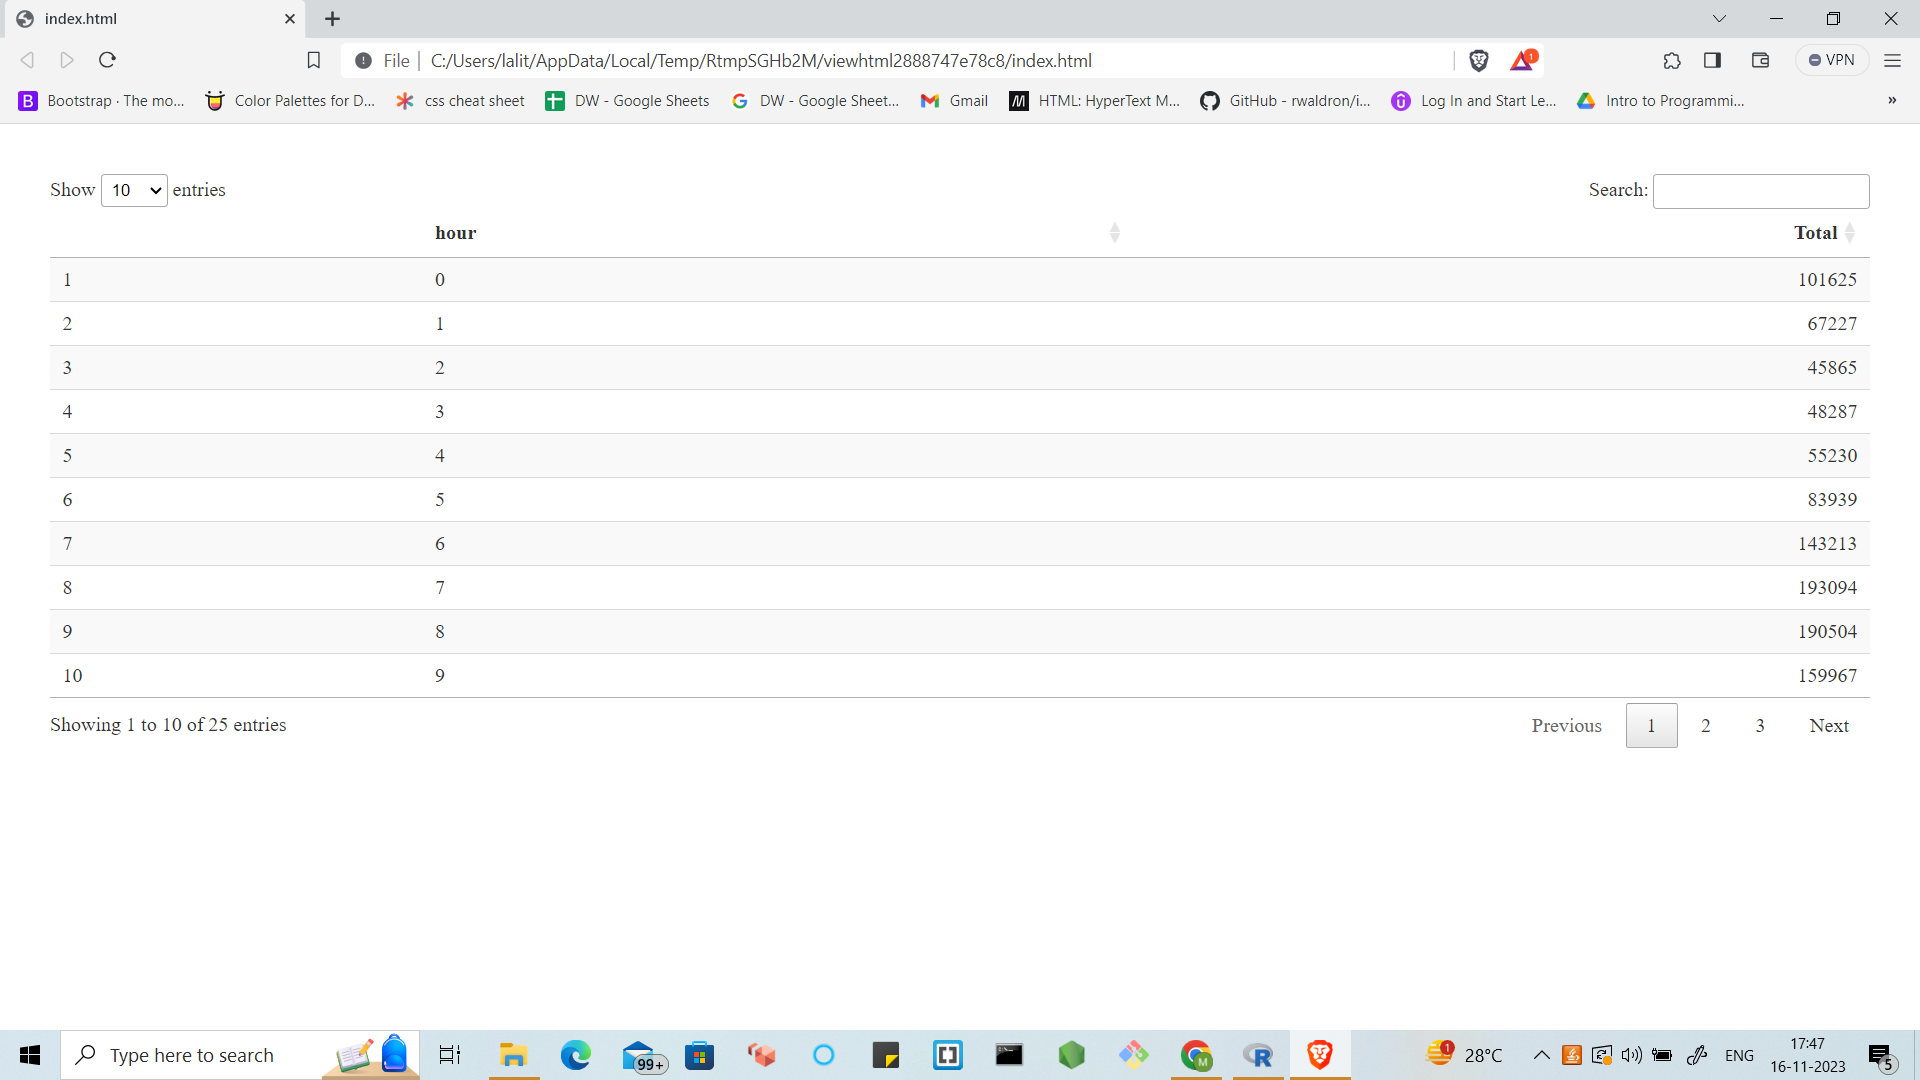 index.html
File
C:/Users/lalit/AppData/Local/Temp/RtmpSGHb2M/viewhtml2888747e78c8/index.html
1
VPN
Bootstrap · The mo...
Color Palettes for D...
css cheat sheet
DW - Google Sheets
DW - Google Sheet...
Gmail
HTML: HyperText M...
GitHub - rwaldron/i...
Log In and Start Le...
Intro to Programmi...
»
Show 10 entries
Search:
hour Total
1 0 101625
2 1 67227
3 2 45865
4 3 48287
5 4 55230
6 5 83939
7 6 143213
8 7 193094
9 8 190504
10 9 159967
Showing 1 to 10 of 25 entries
Previous 1 2 3 Next
Type here to search
99+
M
R
1
28°C
ENG
17:47
16-11-2023
5